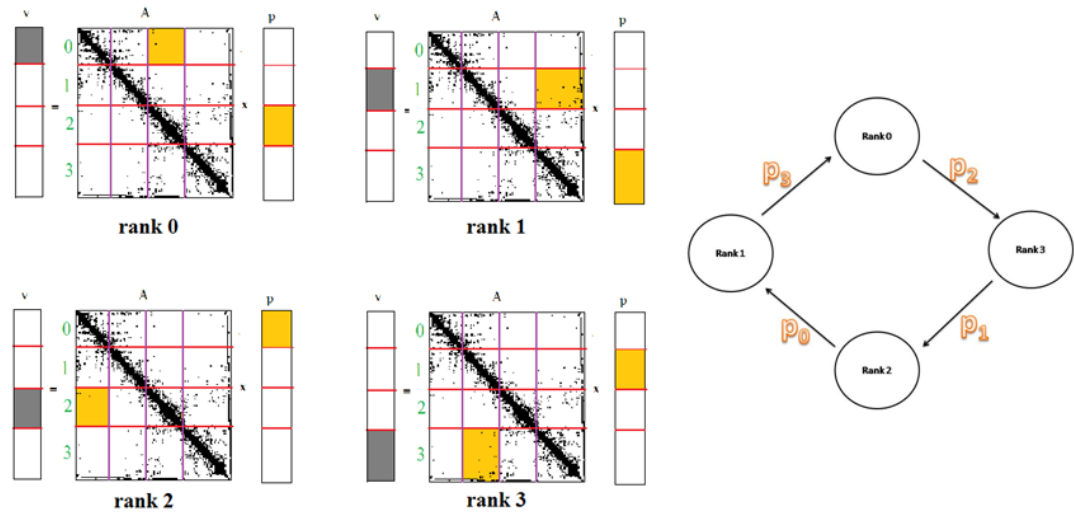 v A p
0
1
2
3
=
x
rank 0
v A p
0
1
2
3
=
x
rank 1
v A p
0
1
2
3
=
x
rank 2
v A p
0
1
2
3
=
x
rank 3
Rank0
p3
p2
Rank1
Rank3
p0
p1
Rank2